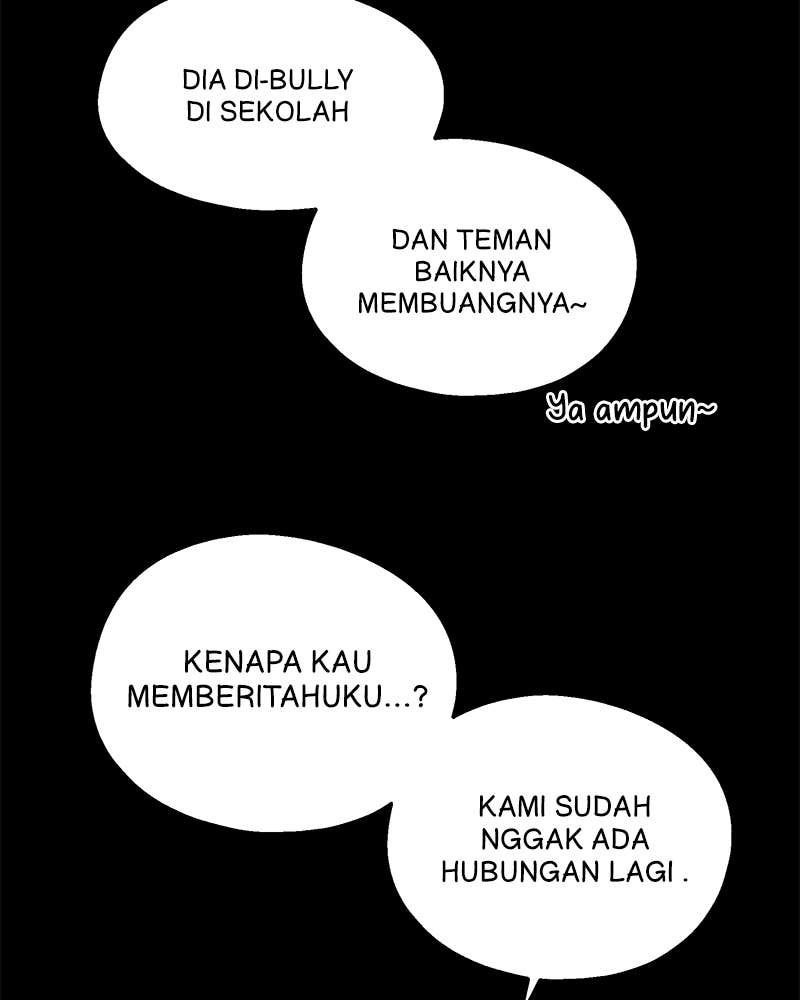 DIA DI-BULLY
DI SEKOLAH
DAN TEMAN
BAIKNYA
MEMBUANGNYA~
Ya ampun~
KENAPA KAU
MEMBERITAHUKU...?
KAMI SUDAH
NGGAK ADA
HUBUNGAN LAGI .